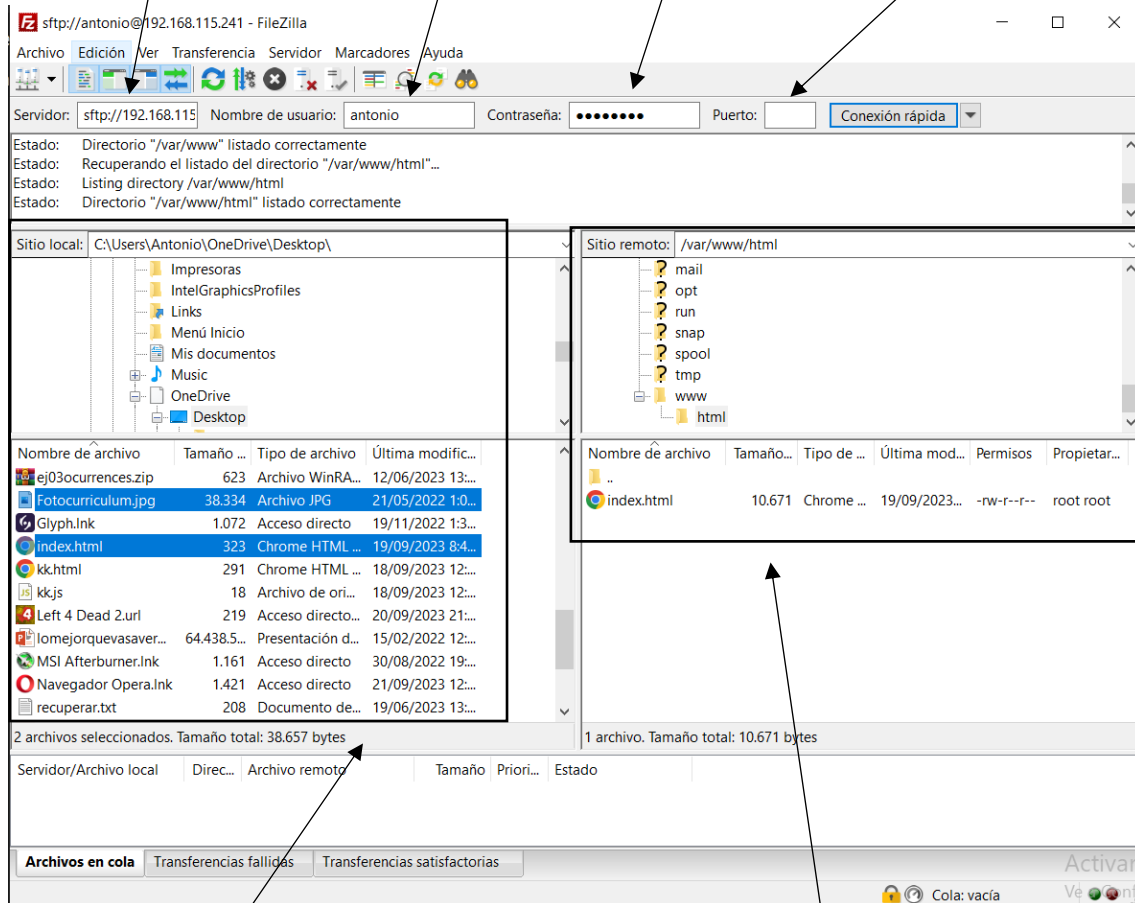 sftp://antonio@192.168.115.241 - FileZilla
Archivo Edición Ver Transferencia Servidor Marcadores Ayuda
Servidor: sftp://192.168.115 Nombre de usuario: antonio Contraseña: ●●●●●●●● Puerto: Conexión rápida
Estado: Directorio "/var/www" listado correctamente
Estado: Recuperando el listado del directorio "/var/www/html"...
Estado: Listing directory /var/www/html
Estado: Directorio "/var/www/html" listado correctamente
Sitio local: C:\Users\Antonio\OneDrive\Desktop\
Impresoras
IntelGraphicsProfiles
Links
Menú Inicio
Mis documentos
Music
OneDrive
Desktop
Nombre de archivo Tamaño ... Tipo de archivo Última modific...
ej03ocurrences.zip 623 Archivo WinRA... 12/06/2023 13:...
Fotocurriculum.jpg 38.334 Archivo JPG 21/05/2022 1:0...
Glyph.lnk 1.072 Acceso directo 19/11/2022 1:3...
index.html 323 Chrome HTML ... 19/09/2023 8:4...
kk.html 291 Chrome HTML ... 18/09/2023 12:...
kk.js 18 Archivo de ori... 18/09/2023 12:...
Left 4 Dead 2.url 219 Acceso directo... 20/09/2023 21:...
lomejorquevasaver... 64.438.5... Presentación d... 15/02/2022 12:...
MSI Afterburner.lnk 1.161 Acceso directo 30/08/2022 19:...
Navegador Opera.lnk 1.421 Acceso directo 21/09/2023 12:...
recuperar.txt 208 Documento de... 19/06/2023 13:...
2 archivos seleccionados. Tamaño total: 38.657 bytes
Sitio remoto: /var/www/html
mail
opt
run
snap
spool
tmp
www
html
Nombre de archivo Tamaño... Tipo de ... Última mod... Permisos Propietar...
..
index.html 10.671 Chrome ... 19/09/2023... -rw-r--r-- root root
1 archivo. Tamaño total: 10.671 bytes
Servidor/Archivo local Direc... Archivo remoto Tamaño Priori... Estado
Archivos en cola Transferencias fallidas Transferencias satisfactorias
Activar
Cola: vacía